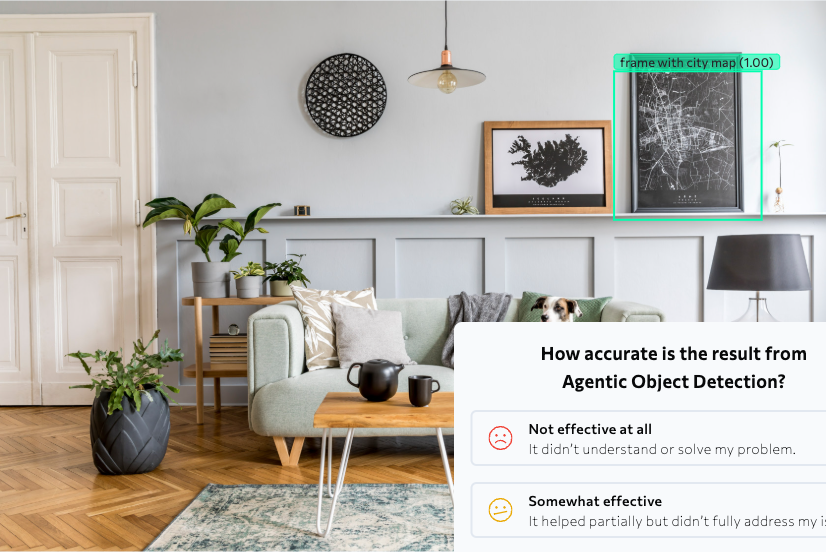 frame with city map (1.00)
How accurate is the result from
Agentic Object Detection?
Not effective at all
It didn't understand or solve my problem.
Somewhat effective
It helped partially but didn't fully address my is